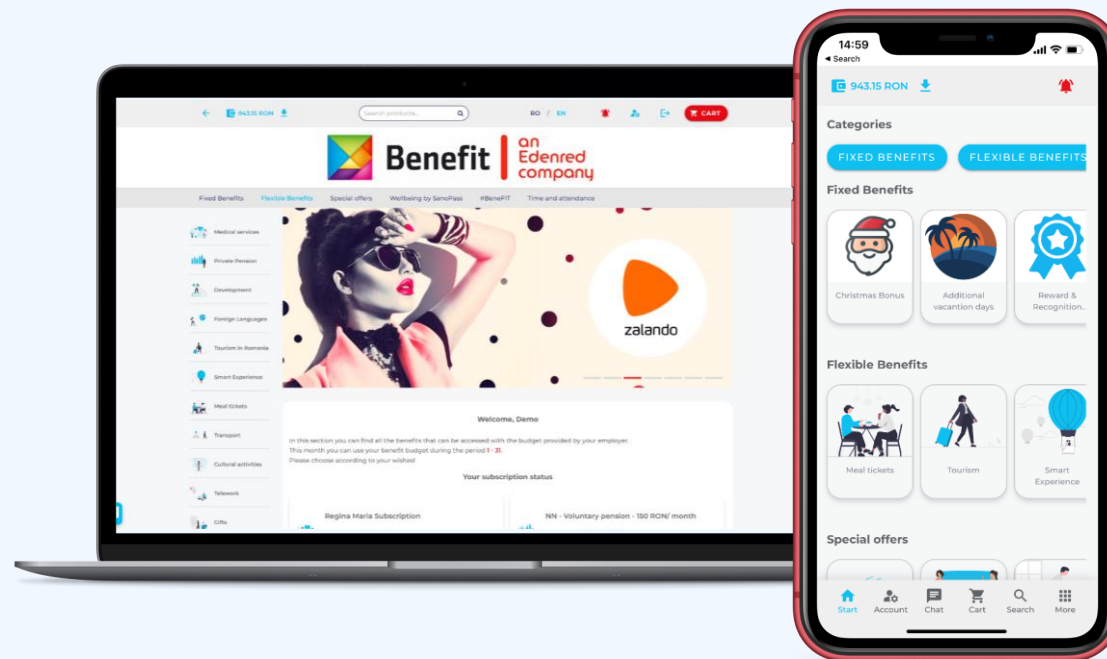 943.15 RON
Search products...
RO / EN
CART
Benefit
an
Edenred
company
Fixed Benefits
Flexible Benefits
Special offers
Wellbeing by SanoPass
#BeneFIT
Time and attendance
Medical services
Private Pension
Development
Foreign Languages
Tourism in Romania
Smart Experience
Meal tickets
Transport
Cultural activities
Telework
Gifts
zalando
Welcome, Demo
In this section you can find all the benefits that can be accessed with the budget provided by your employer.
This month you can use your benefit budget during the period 1 - 31.
Please choose according to your wishes!
Your subscription status
Regina Maria Subscription
NN - Voluntary pension - 150 RON/ month
14:59
Search
943.15 RON
Categories
FIXED BENEFITS
FLEXIBLE BENEFITS
Fixed Benefits
Christmas Bonus
Additional
vacantion days
Reward &
Recognition.
Flexible Benefits
Meal tickets
Tourism
Smart
Experience
Special offers
Start
Account
Chat
Cart
Search
More